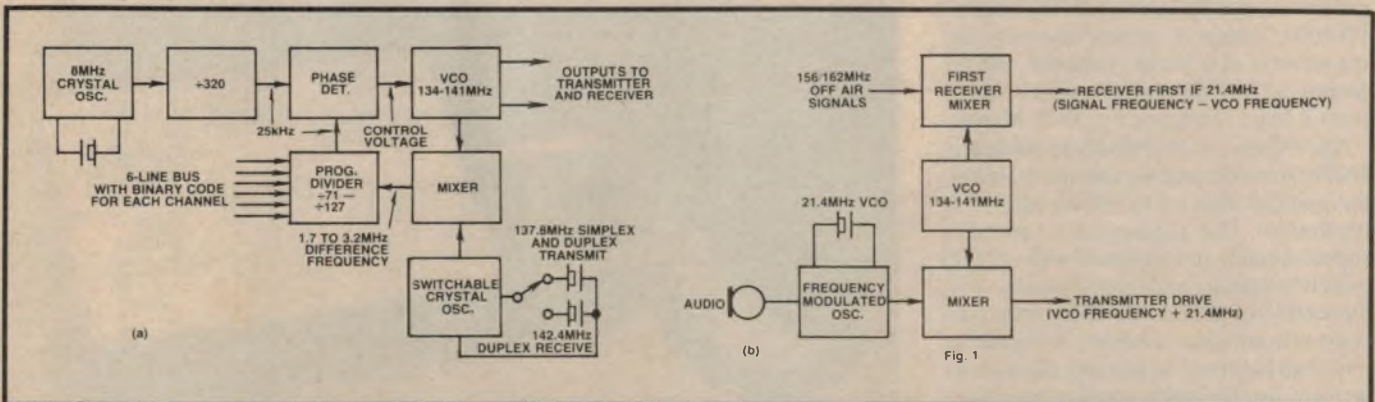 8MHz
CRYSTAL
OSC.
÷320
PHASE
DET.
VCO
134-141MHz
OUTPUTS TO
TRANSMITTER
AND RECEIVER
25kHz
CONTROL
VOLTAGE
6-LINE BUS
WITH BINARY CODE
FOR EACH CHANNEL
PROG.
DIVIDER
÷71 —
÷127
MIXER
1.7 TO 3.2MHz
DIFFERENCE
FREQUENCY
137.8MHz SIMPLEX
AND DUPLEX
TRANSMIT
SWITCHABLE
CRYSTAL
OSC.
142.4MHz
DUPLEX RECEIVE
(a)
156/162MHz
OFF AIR
SIGNALS
FIRST
RECEIVER
MIXER
RECEIVER FIRST IF 21.4MHz
(SIGNAL FREQUENCY — VCO FREQUENCY)
VCO
134-141MHz
21.4MHz VCO
AUDIO
FREQUENCY
MODULATED
OSC.
MIXER
TRANSMITTER DRIVE
(VCO FREQUENCY + 21.4MHz)
(b)
Fig. 1